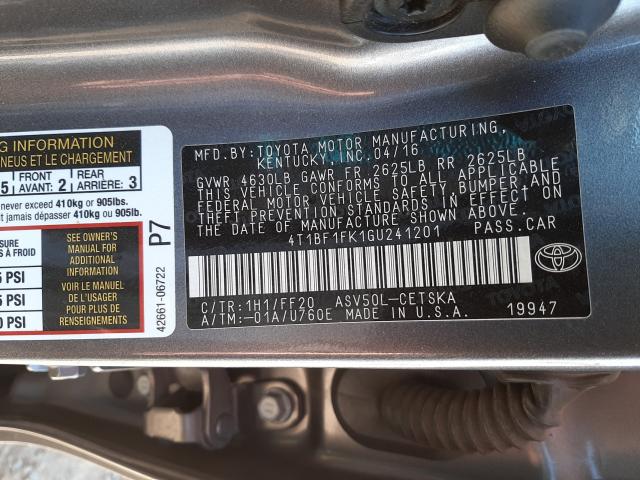 NG INFORMATION
NEUS ET LE CHARGEMENT
5 FRONT AVANT: 2 REAR ARRIÈRE: 3
never exceed 410kg or 905lbs.
jamais dépasser 410kg ou 905lb.
SURE
S À FROID
5 PSI
5 PSI
0 PSI
SEE OWNER'S
MANUAL FOR
ADDITIONAL
INFORMATION
VOIR LE MANUEL
DE L'USAGER
POUR PLUS DE
RENSEIGNEMENTS
P7
42661-06722
MFD.BY:TOYOTA MOTOR MANUFACTURING,
KENTUCKY, INC. 04/16
GVWR 4630LB GAWR FR 2625LB RR 2625LB
THIS VEHICLE CONFORMS TO ALL APPLICABLE
FEDERAL MOTOR VEHICLE SAFETY,BUMPER,AND
THEFT PREVENTION STANDARDS IN EFFECT ON
THE DATE OF MANUFACTURE SHOWN ABOVE.
4T1BF1FK1GU241201 PASS.CAR
C/TR:1H1/FF20 ASV50L-CETSKA
A/TM:-01A/U760E MADE IN U.S.A. 19947